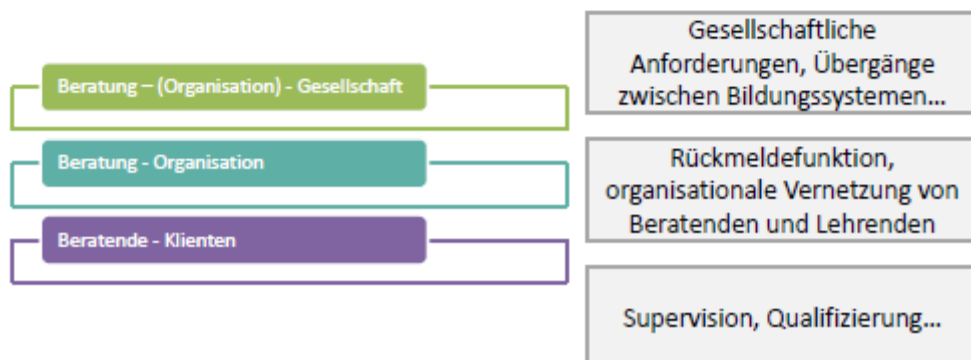 Beratung – (Organisation) - Gesellschaft
Gesellschaftliche
Anforderungen, Übergänge
zwischen Bildungssystemen...
Beratung - Organisation
Rückmeldefunktion,
organisationale Vernetzung von
Beratenden und Lehrenden
Beratende - Klienten
Supervision, Qualifizierung...